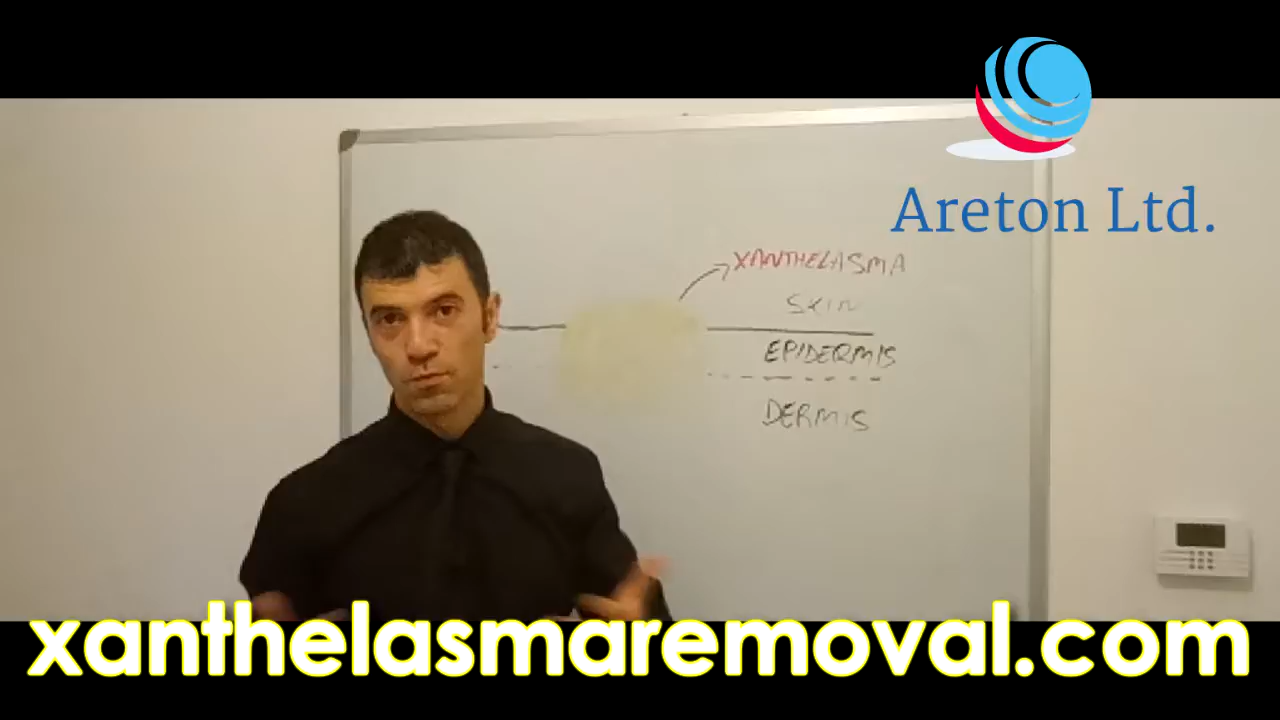 Areton Ltd.
XANTHELASMA
SKIN
EPIDERMIS
DERMIS
xanthelasmaremoval.com